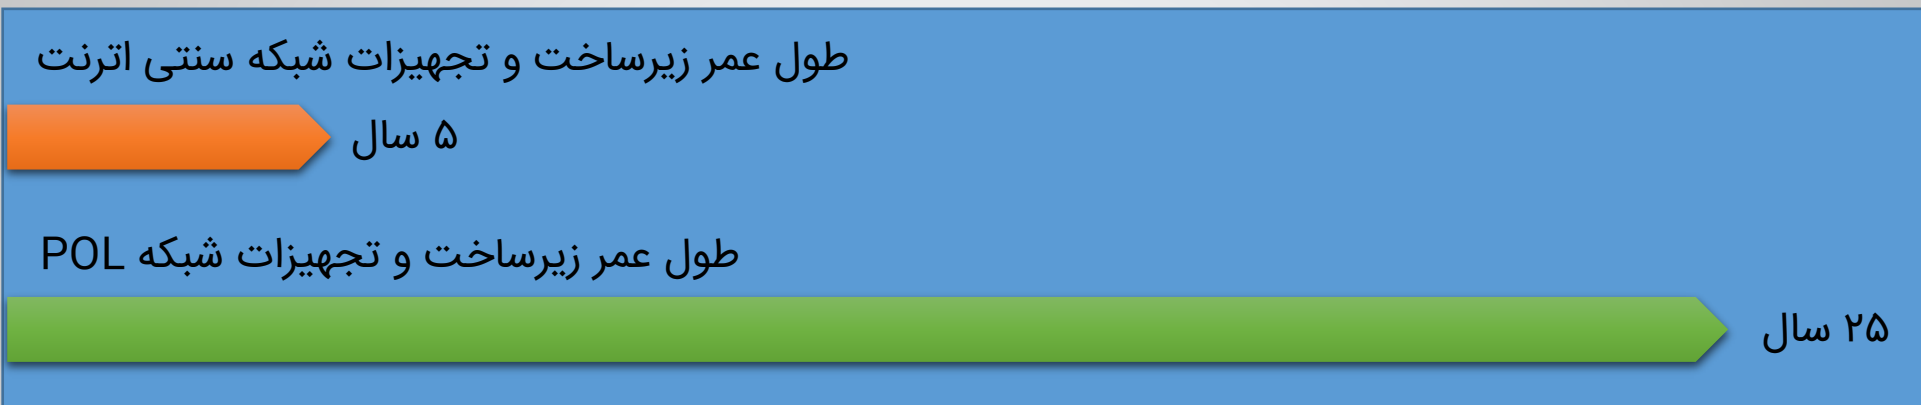 طول عمر زیرساخت و تجهیزات شبکه سنتی اترنت
۵ سال
طول عمر زیرساخت و تجهیزات شبکه POL
۲۵ سال